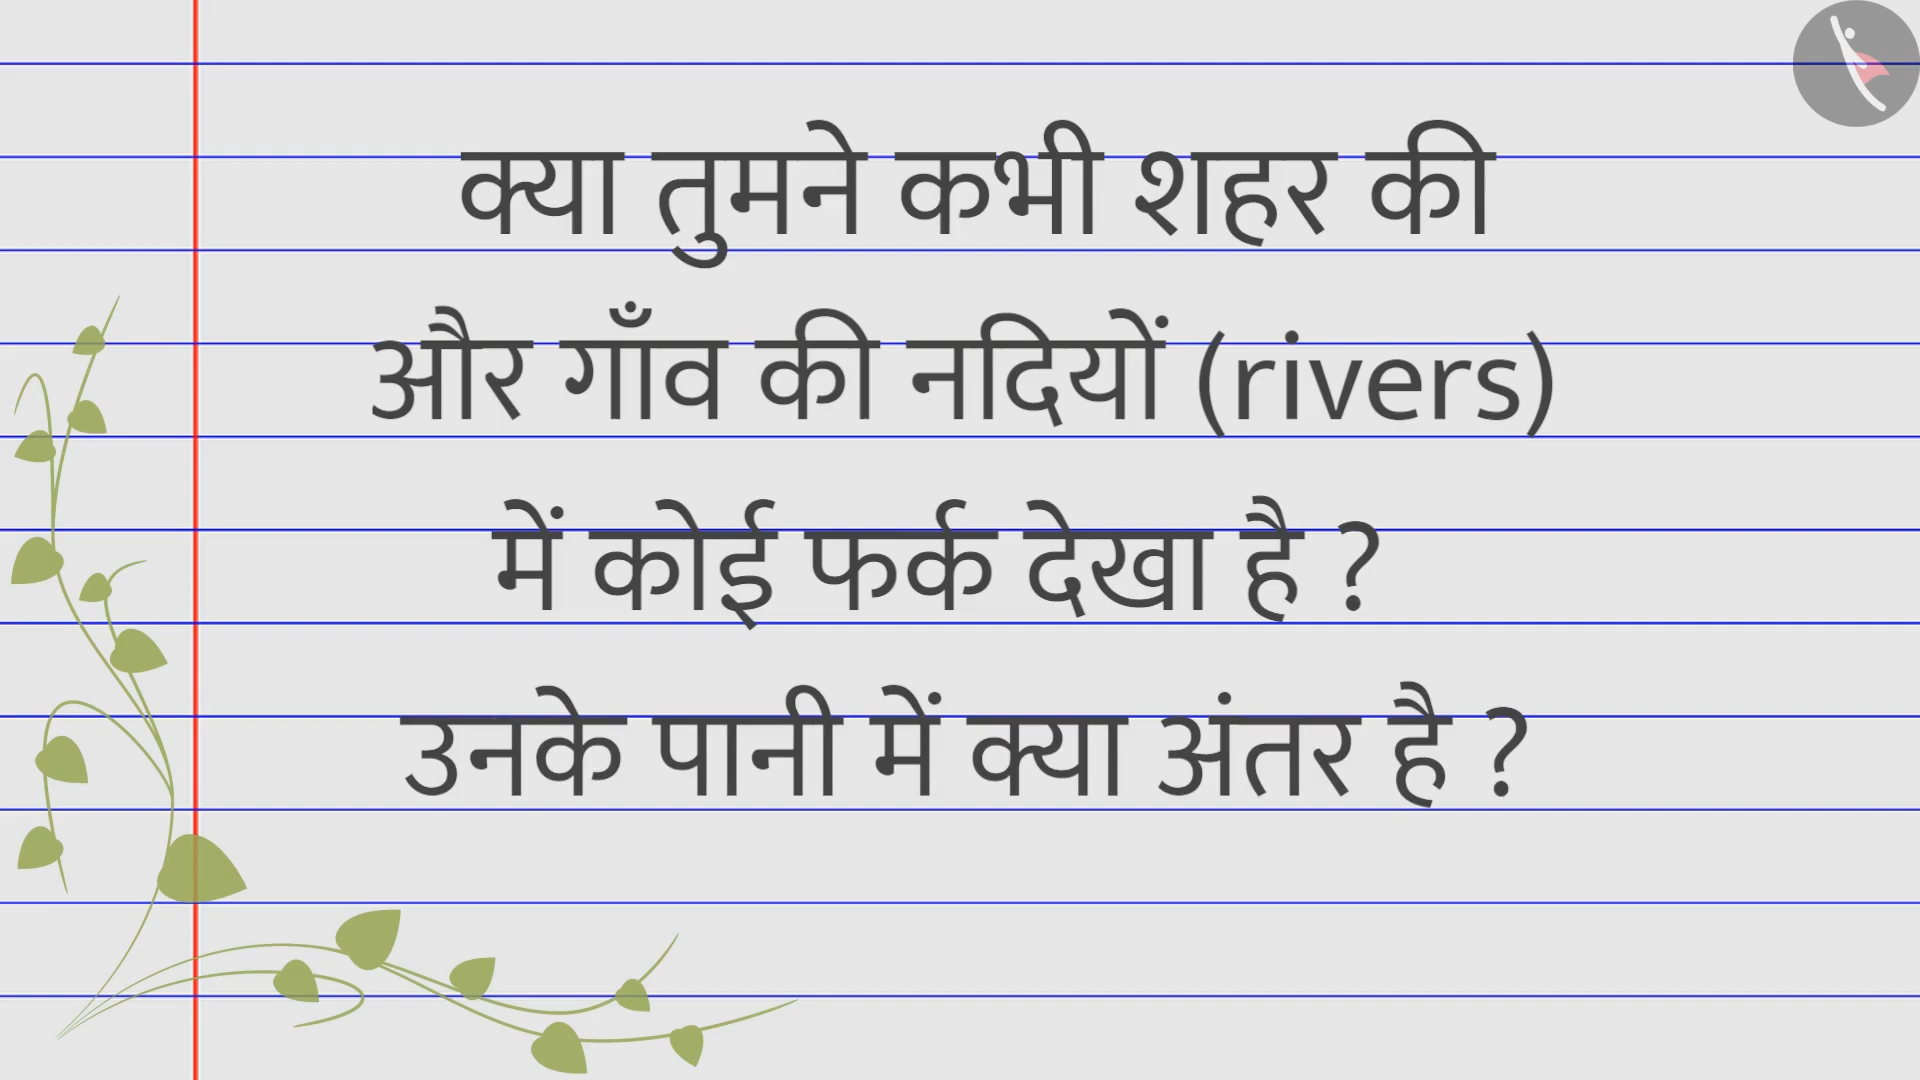 क्या तुमने कभी शहर की
और गाँव की नदियों (rivers)
में कोई फर्क देखा है ?
उनके पानी में क्या अंतर है ?